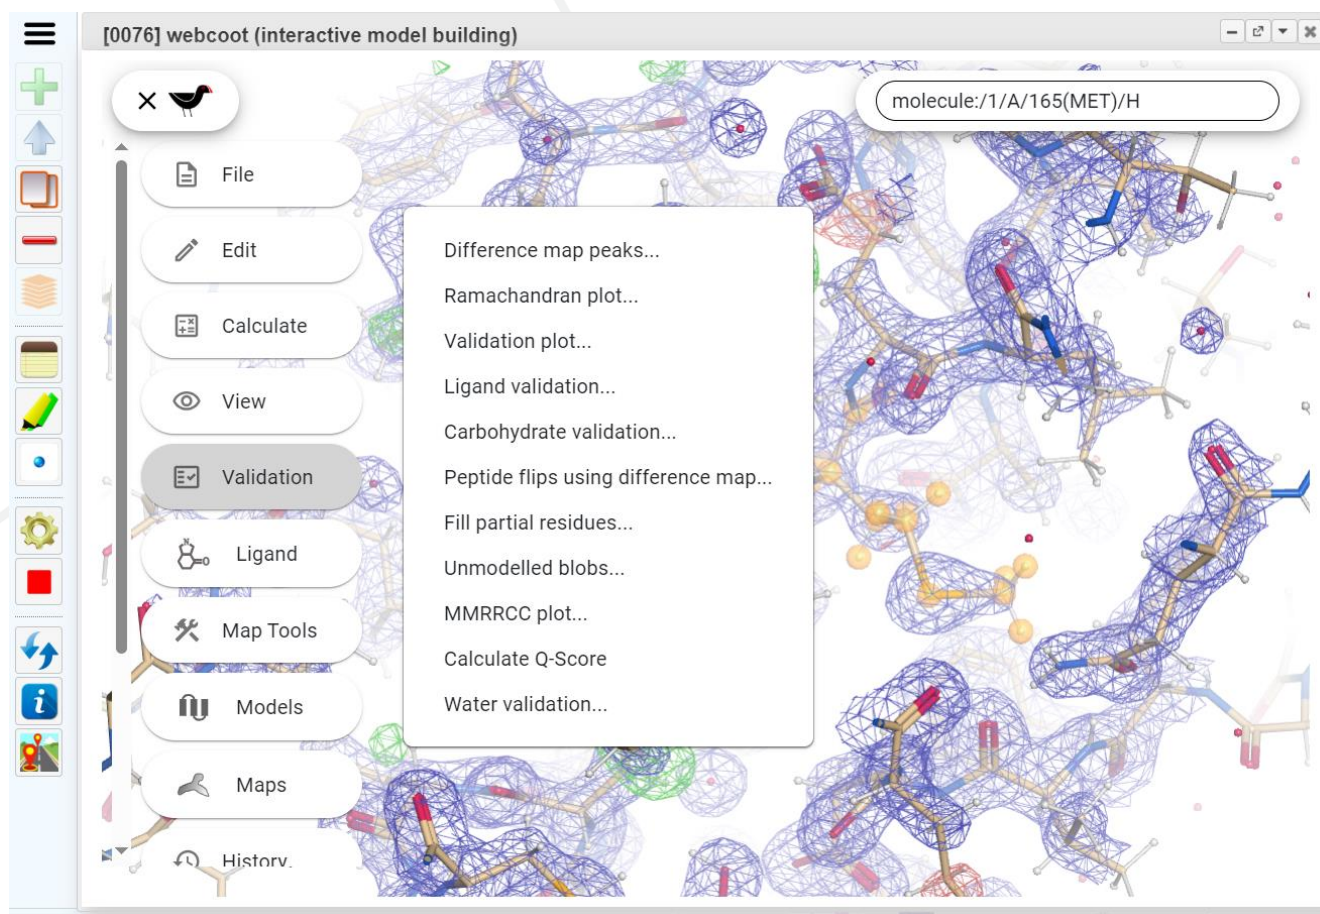 [0076] webcoot (interactive model building)
molecule:/1/A/165(MET)/H
File
Edit
Calculate
View
Validation
Ligand
Map Tools
Models
Maps
History.
Difference map peaks...
Ramachandran plot...
Validation plot...
Ligand validation...
Carbohydrate validation...
Peptide flips using difference map...
Fill partial residues...
Unmodelled blobs...
MMRRCC plot...
Calculate Q-Score
Water validation...